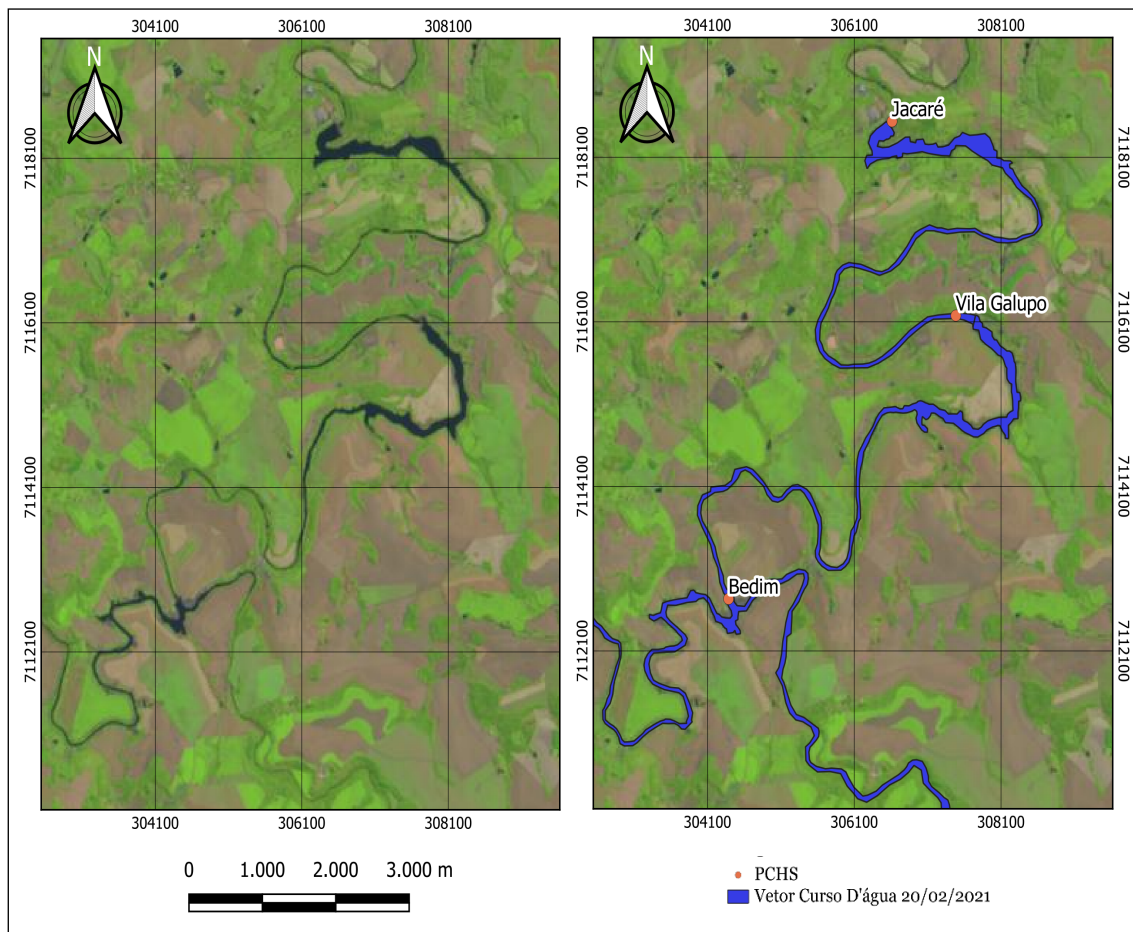 304100 306100 308100 304100 306100 308100
N N
Jacaré
7118100 7118100
Vila Galupo
7116100 7116100
7114100 7114100
Bedim
7112100 7112100
304100 306100 308100 304100 306100 308100
0 1.000 2.000 3.000 m
PCHS
Vetor Curso D'água 20/02/2021